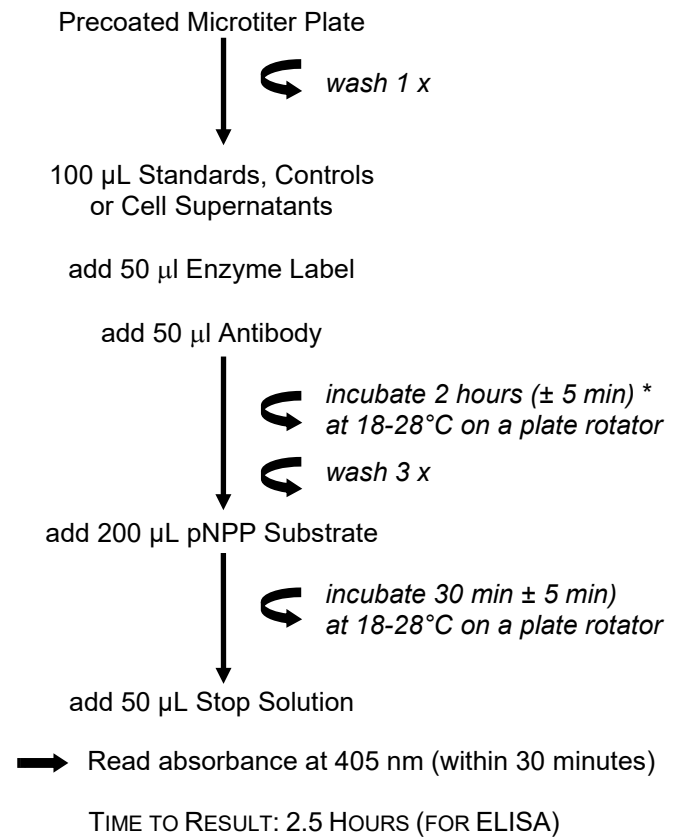 Precoated Microtiter Plate
wash 1 x
100 µL Standards, Controls
or Cell Supernatants
add 50 μl Enzyme Label
add 50 μl Antibody
incubate 2 hours (± 5 min) *
at 18-28°C on a plate rotator
wash 3 x
add 200 µL pNPP Substrate
incubate 30 min ± 5 min)
at 18-28°C on a plate rotator
add 50 µL Stop Solution
Read absorbance at 405 nm (within 30 minutes)
TIME TO RESULT: 2.5 HOURS (FOR ELISA)